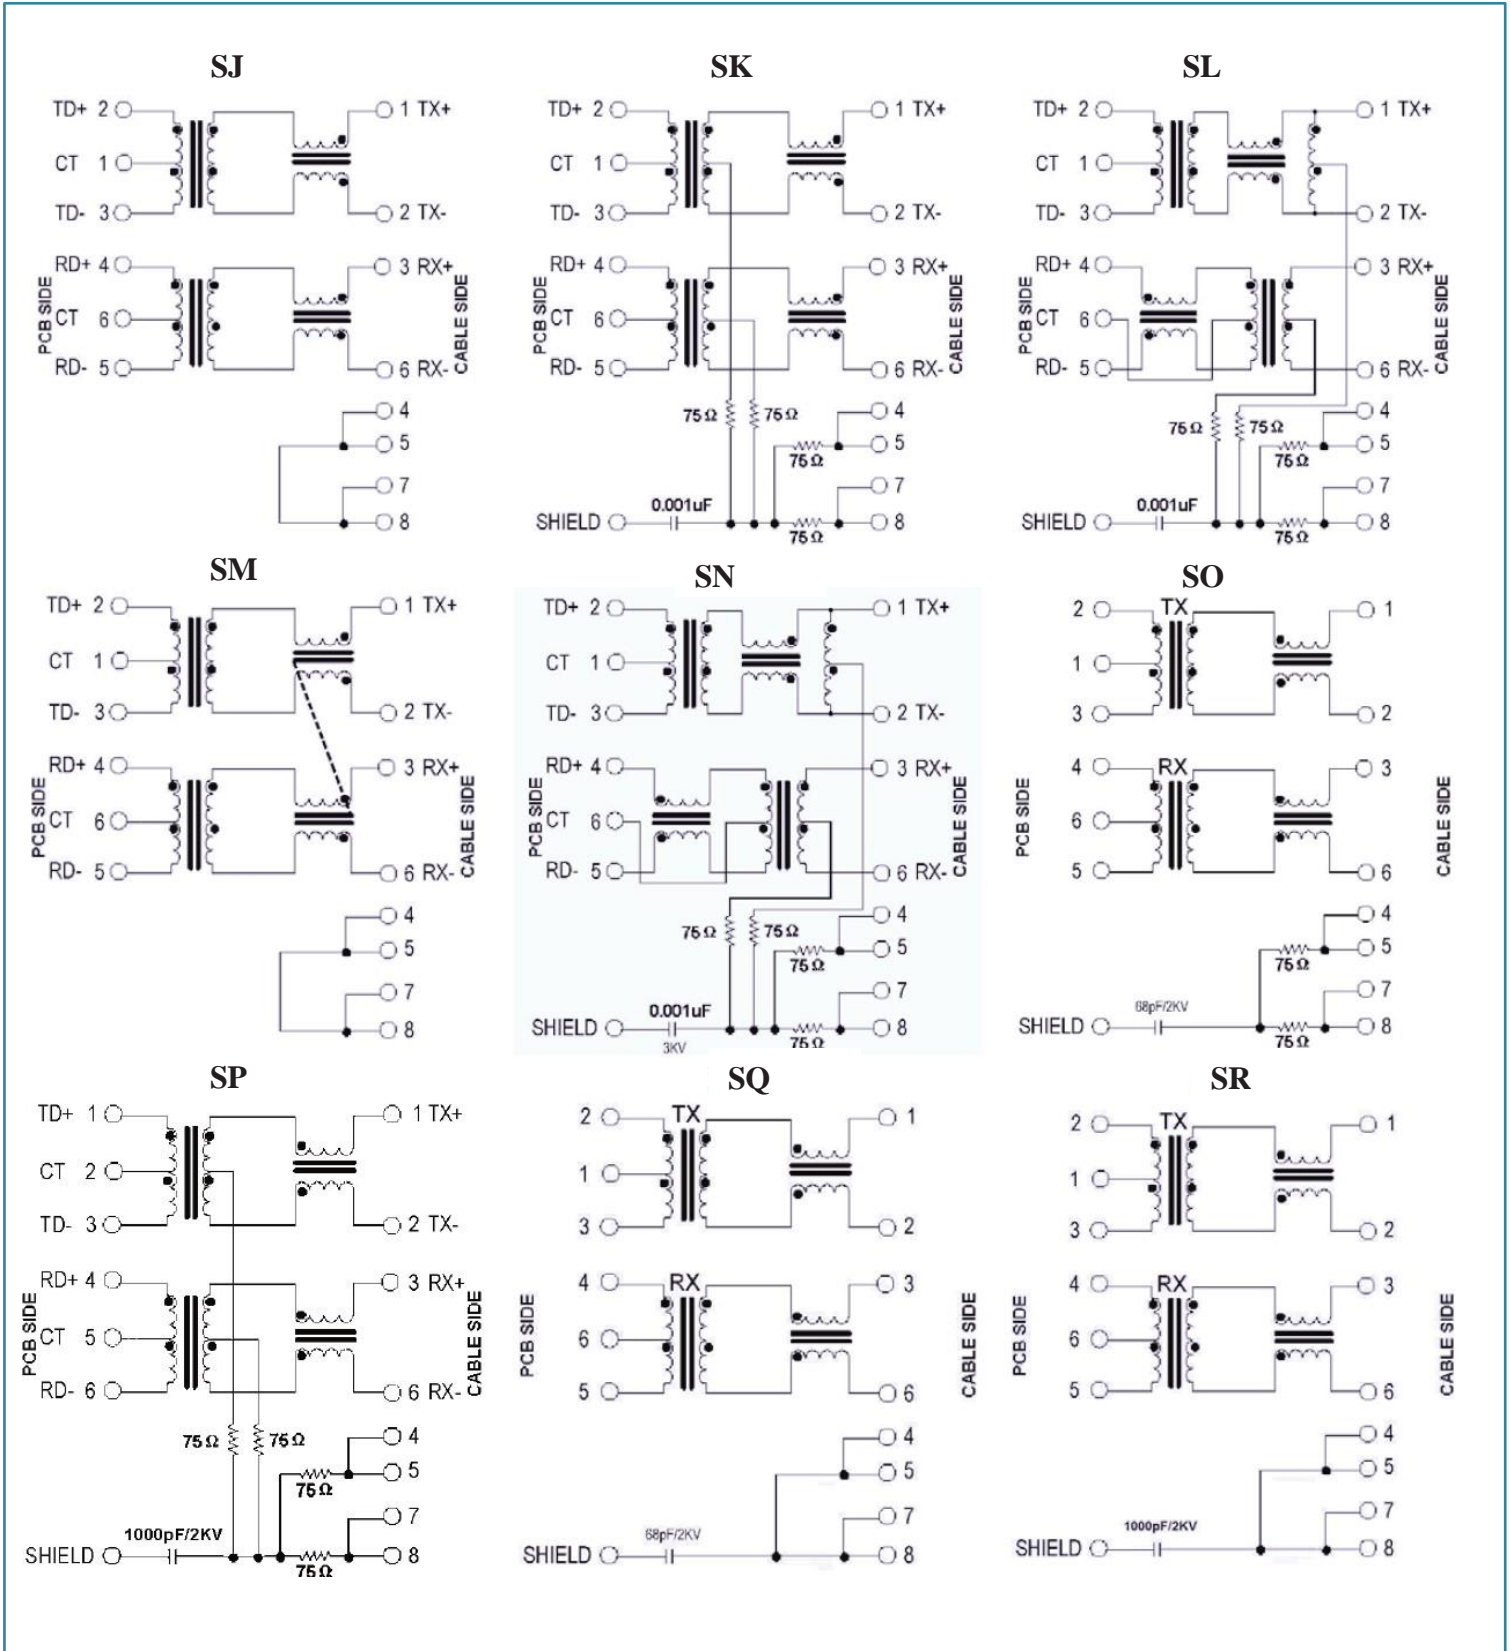 SJ
TD+ 2
1 TX+
CT 1
TD- 3
2 TX-
RD+ 4
3 RX+
PCB SIDE
CT 6
CABLE SIDE
RD- 5
6 RX-
4
5
7
8
SK
TD+ 2
1 TX+
CT 1
TD- 3
2 TX-
RD+ 4
3 RX+
PCB SIDE
CT 6
CABLE SIDE
RD- 5
6 RX-
75Ω 75Ω
4
5
75Ω
7
0.001uF
SHIELD
8
75Ω
SL
TD+ 2
1 TX+
CT 1
TD- 3
2 TX-
RD+ 4
3 RX+
PCB SIDE
CT 6
CABLE SIDE
RD- 5
6 RX-
75Ω 75Ω
4
5
75Ω
7
0.001uF
SHIELD
8
75Ω
SM
TD+ 2
1 TX+
CT 1
TD- 3
2 TX-
RD+ 4
3 RX+
PCB SIDE
CT 6
CABLE SIDE
RD- 5
6 RX-
4
5
7
8
SN
TD+ 2
1 TX+
CT 1
TD- 3
2 TX-
RD+ 4
3 RX+
PCB SIDE
CT 6
CABLE SIDE
RD- 5
6 RX-
75Ω 75Ω
4
5
75Ω
7
0.001uF
SHIELD
8
3KV
75Ω
SO
2 TX 1
1
3 2
4 RX 3
PCB SIDE
6
CABLE SIDE
5 6
4
5
75Ω
7
68pF/2KV
SHIELD
8
75Ω
SP
TD+ 1
1 TX+
CT 2
TD- 3
2 TX-
RD+ 4
3 RX+
PCB SIDE
CT 5
CABLE SIDE
RD- 6
6 RX-
75Ω 75Ω
4
5
75Ω
7
1000pF/2KV
SHIELD
8
75Ω
SQ
2 TX 1
1
3 2
4 RX 3
PCB SIDE
6
CABLE SIDE
5 6
4
5
7
68pF/2KV
SHIELD
8
SR
2 TX 1
1
3 2
4 RX 3
PCB SIDE
6
CABLE SIDE
5 6
4
5
7
1000pF/2KV
SHIELD
8